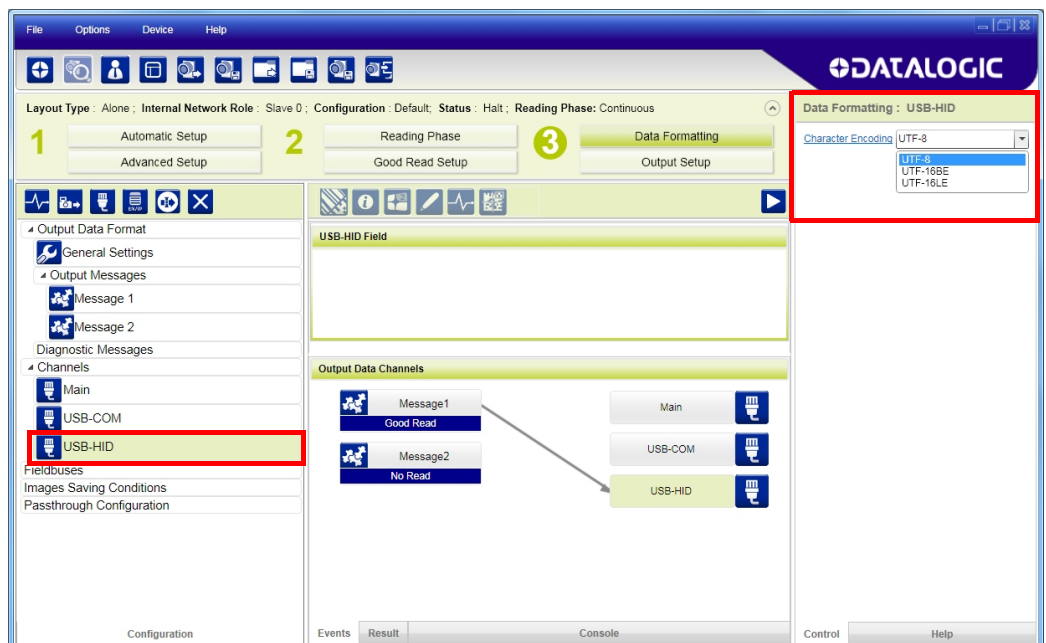 File Options Device Help
DATALOGIC
Layout Type : Alone ; Internal Network Role : Slave 0 ; Configuration : Default; Status : Halt ; Reading Phase: Continuous
1 Automatic Setup 2 Reading Phase 3 Data Formatting
Advanced Setup Good Read Setup Output Setup
Output Data Format
General Settings
Output Messages
Message 1
Message 2
Diagnostic Messages
Channels
Main
USB-COM
USB-HID
Fieldbuses
Images Saving Conditions
Passthrough Configuration
Configuration
USB-HID Field
Output Data Channels
Message1
Good Read
Message2
No Read
Main
USB-COM
USB-HID
Events Result Console
Data Formatting : USB-HID
Character Encoding UTF-8
UTF-8
UTF-16BE
UTF-16LE
Control Help